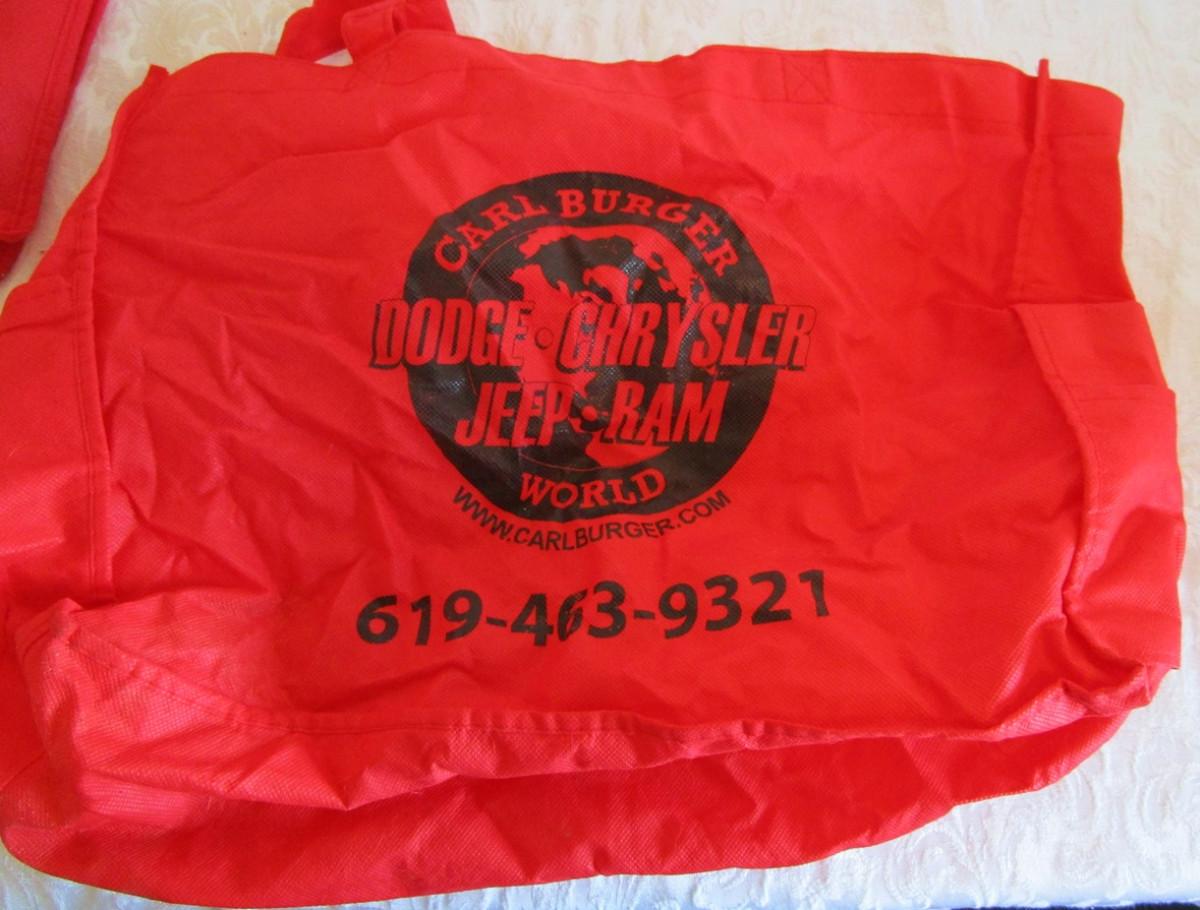 CARL BURGER
DODGE • CHRYSLER
JEEP • RAM
WORLD
WWW.CARLBURGER.COM
619-463-9321